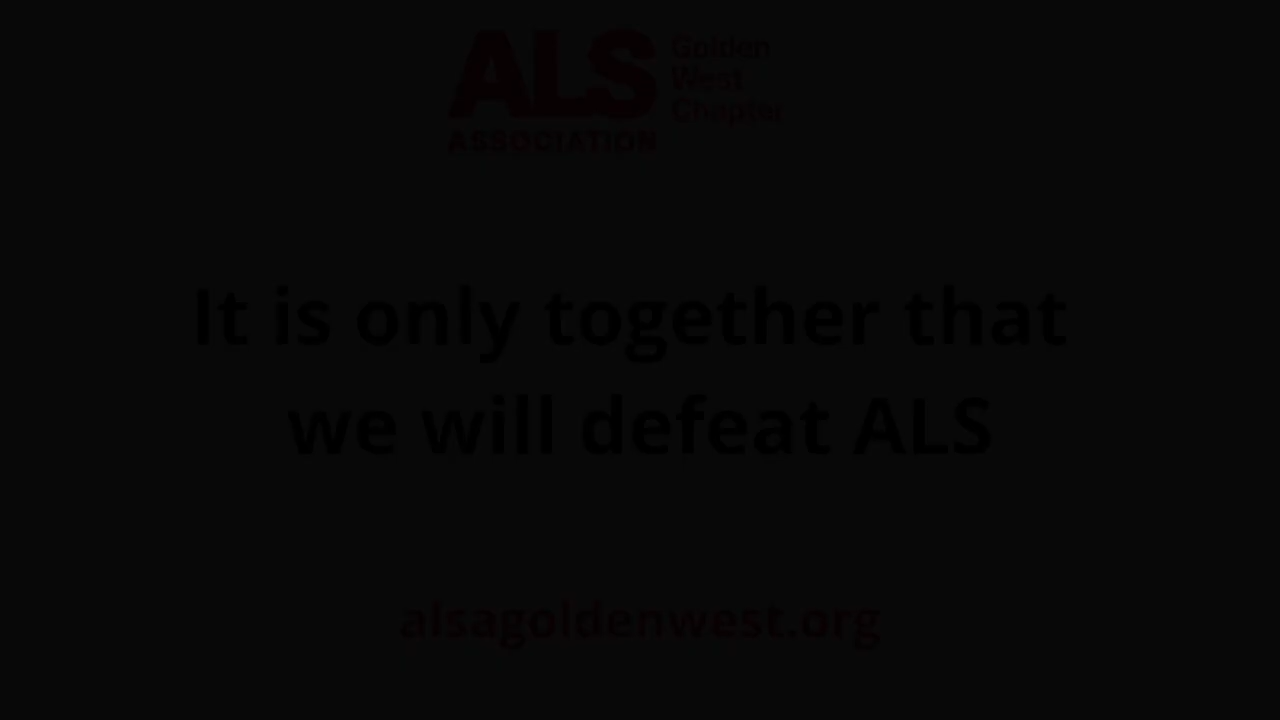 ALS
ASSOCIATION
Golden
West
Chapter
It is only together that
we will defeat ALS
alsagoldenwest.org